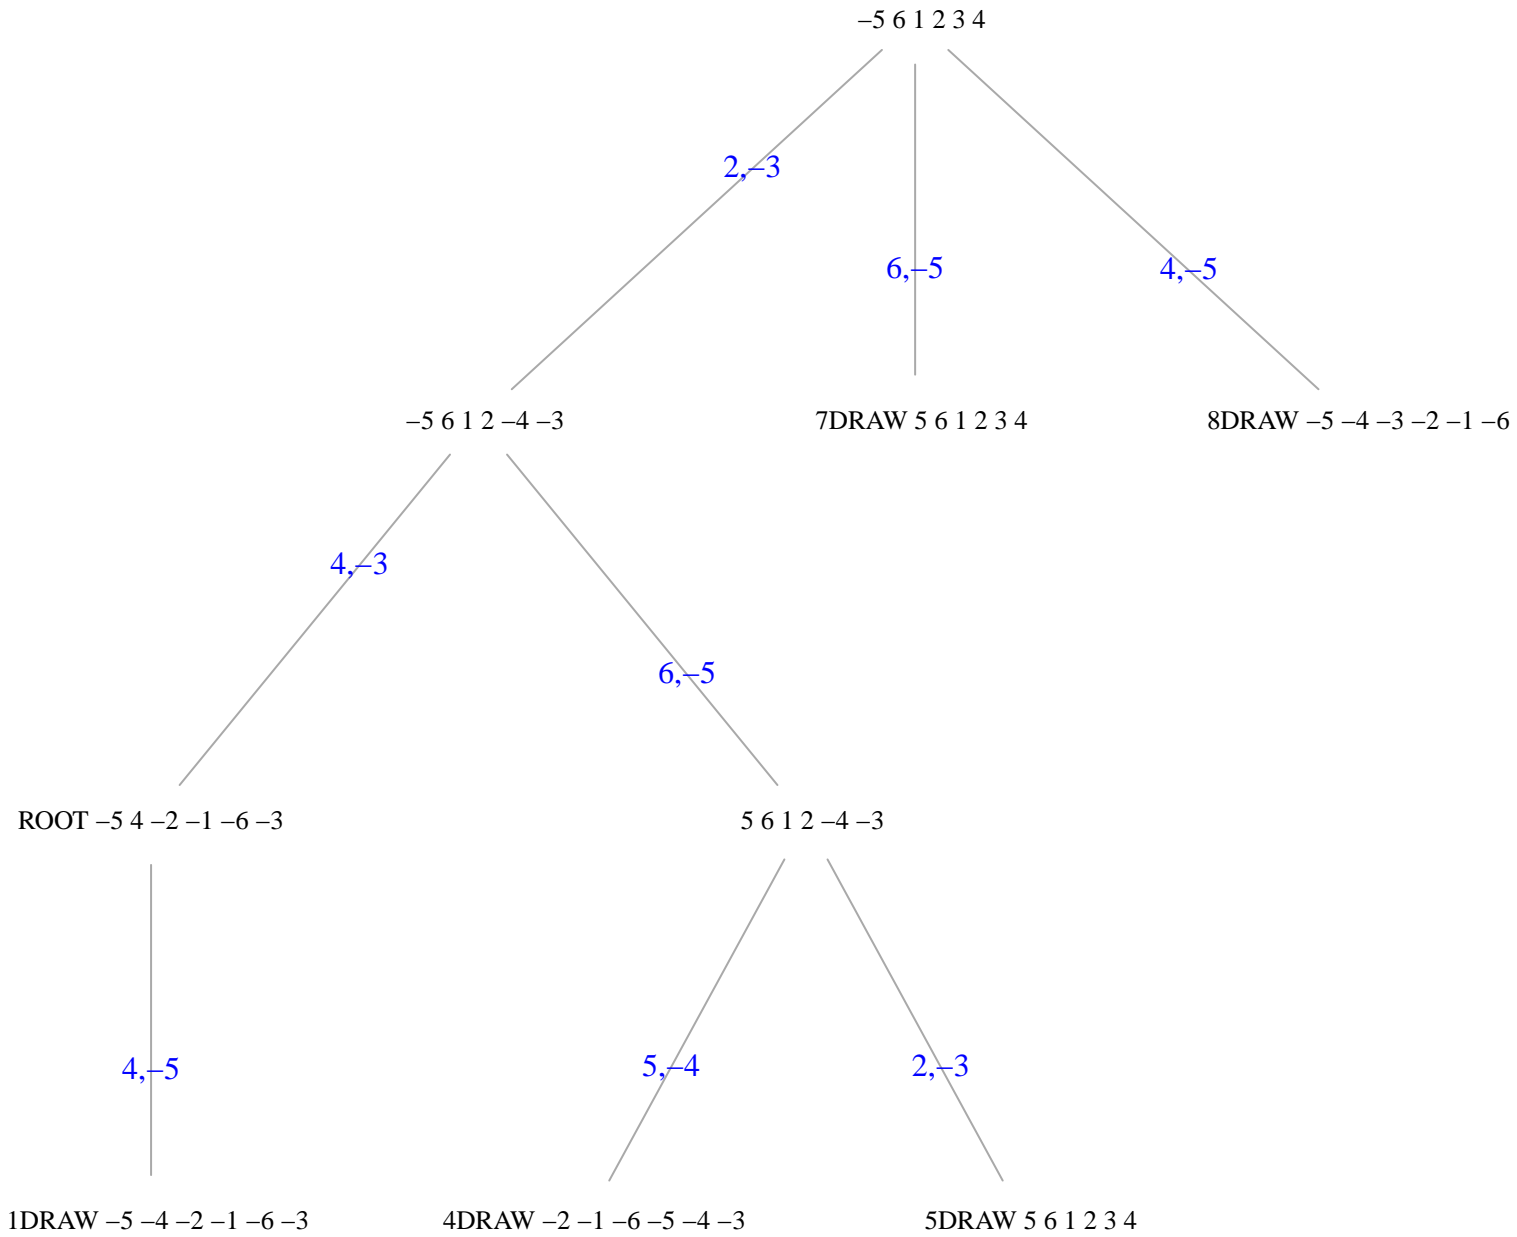 –5 6 1 2 3 4
2,–3
6,–5
4,–5
–5 6 1 2 –4 –3
7DRAW 5 6 1 2 3 4
8DRAW –5 –4 –3 –2 –1 –6
4,–3
6,–5
ROOT –5 4 –2 –1 –6 –3
5 6 1 2 –4 –3
4,–5
5,–4
2,–3
1DRAW –5 –4 –2 –1 –6 –3
4DRAW –2 –1 –6 –5 –4 –3
5DRAW 5 6 1 2 3 4